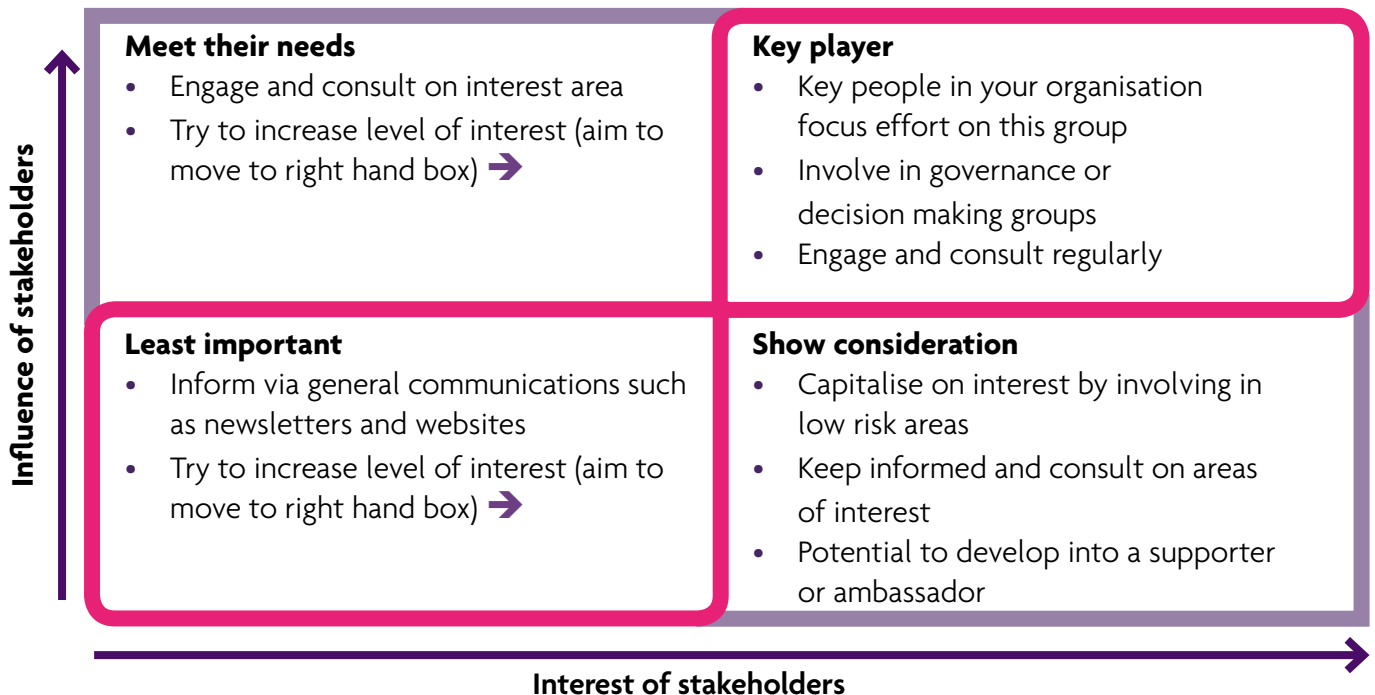 Influence of stakeholders
Meet their needs
• Engage and consult on interest area
• Try to increase level of interest (aim to
move to right hand box) ➔
Key player
• Key people in your organisation
focus effort on this group
• Involve in governance or
decision making groups
• Engage and consult regularly
Least important
• Inform via general communications such
as newsletters and websites
• Try to increase level of interest (aim to
move to right hand box) ➔
Show consideration
• Capitalise on interest by involving in
low risk areas
• Keep informed and consult on areas
of interest
• Potential to develop into a supporter
or ambassador
Interest of stakeholders